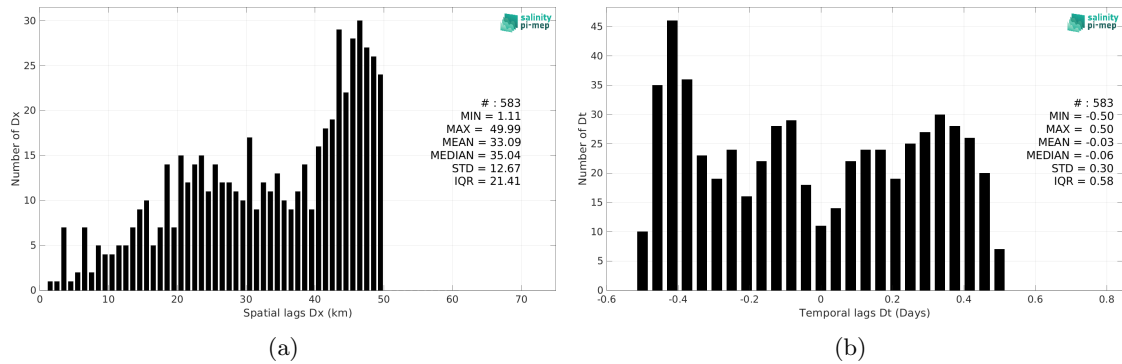 salinity
pi-mep
30
25
20
15
10
5
0
Number of Dx
# : 583
MIN = 1.11
MAX = 49.99
MEAN = 33.09
MEDIAN = 35.04
STD = 12.67
IQR = 21.41
0 10 20 30 40 50 60 70
Spatial lags Dx (km)
(a)
salinity
pi-mep
45
40
35
30
25
20
15
10
5
0
Number of Dt
# : 583
MIN = -0.50
MAX = 0.50
MEAN = -0.03
MEDIAN = -0.06
STD = 0.30
IQR = 0.58
-0.6 -0.4 -0.2 0 0.2 0.4 0.6 0.8
Temporal lags Dt (Days)
(b)